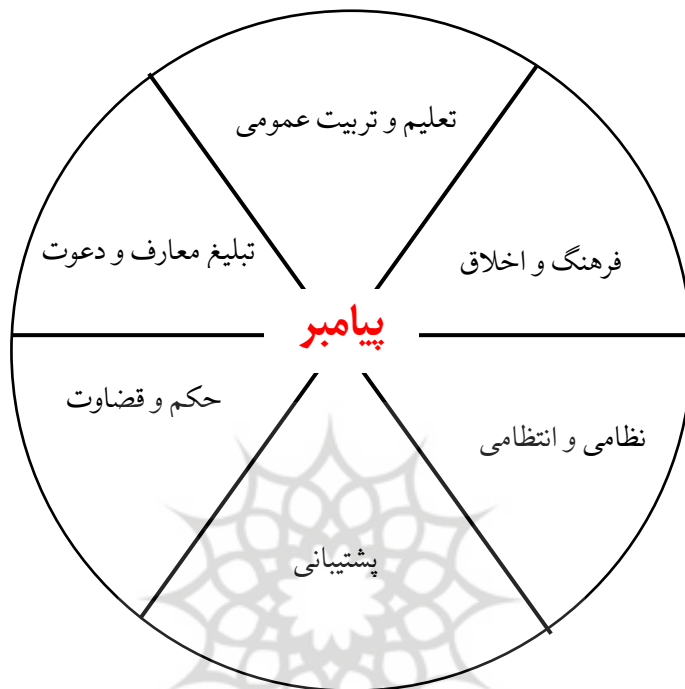 تعلیم و تربیت عمومی
فرهنگ و اخلاق
تبلیغ معارف و دعوت
پیامبر
حکم و قضاوت
نظامی و انتظامی
پشتیبانی